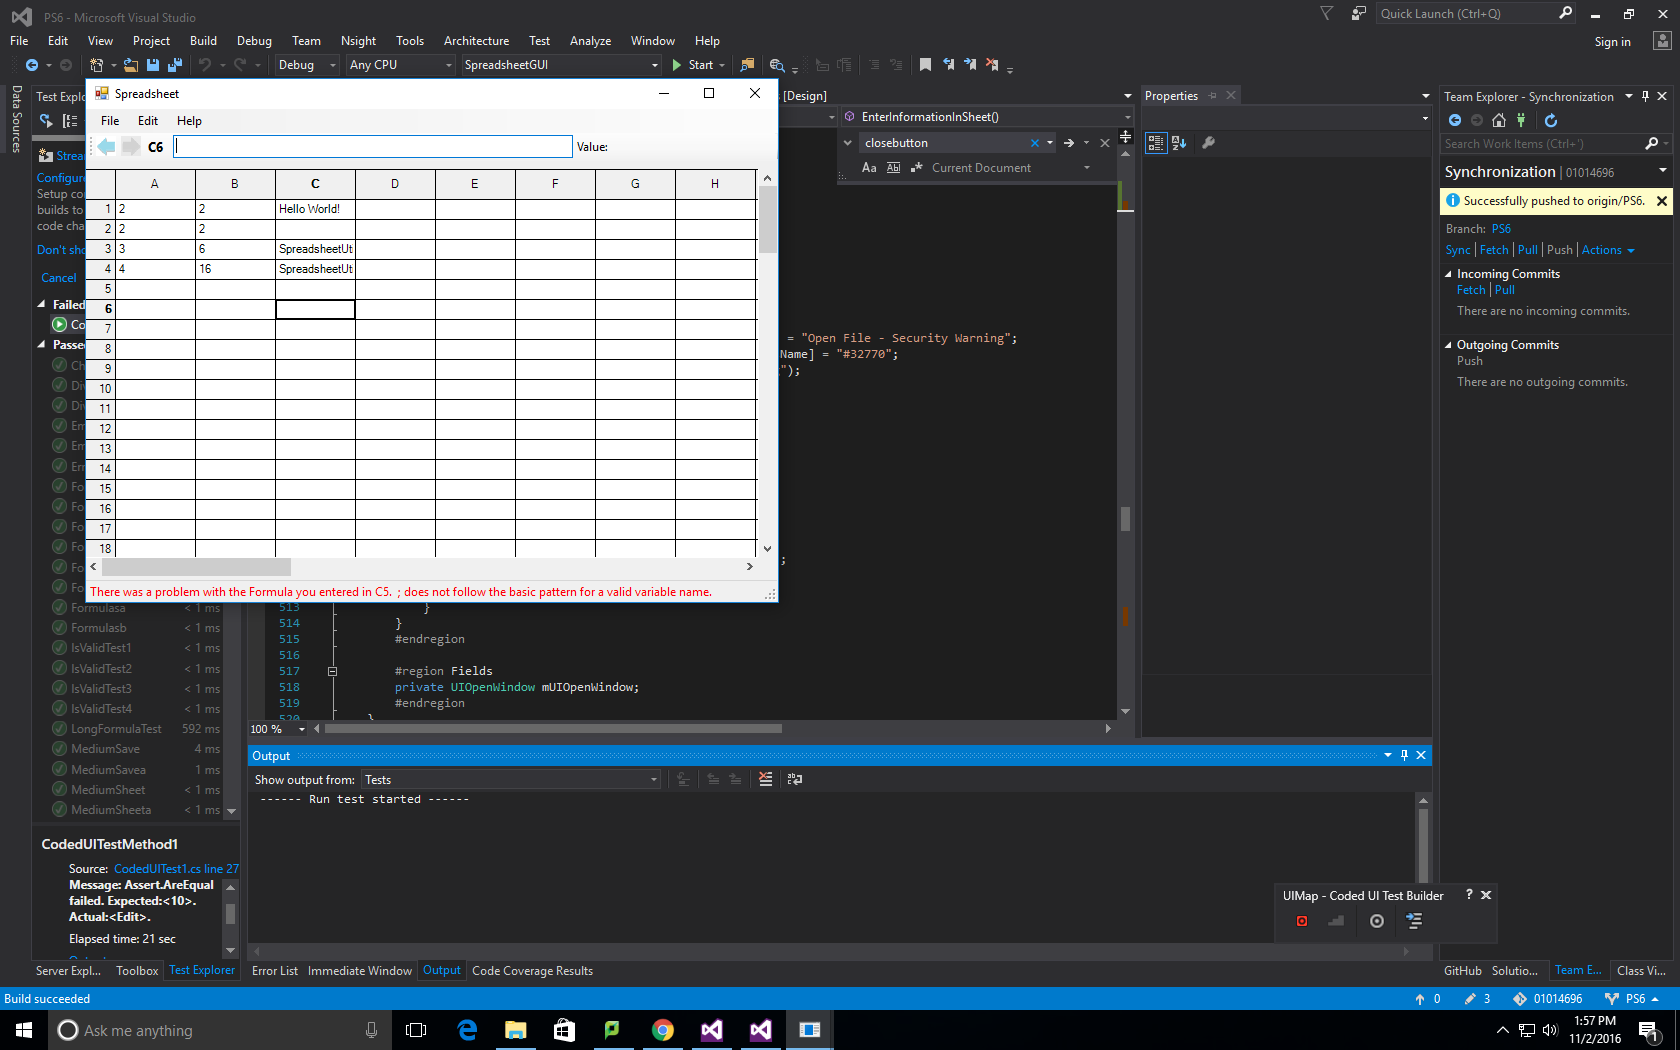 PS6 - Microsoft Visual Studio
Quick Launch (Ctrl+Q)
File Edit View Project Build Debug Team Nsight Tools Architecture Test Analyze Window Help
Sign in
Debug Any CPU SpreadsheetGUI Start
Data Sources
Test Explo
Strea
Configure
Setup co
builds to
code cha
Don't sho
Cancel
Failed
Co
Passe
Ch
Div
Div
Em
Em
Err
Fo
Fo
Fo
Fo
Fo
Fo
Formulasa < 1 ms
Formulasb < 1 ms
IsValidTest1 < 1 ms
IsValidTest2 < 1 ms
IsValidTest3 < 1 ms
IsValidTest4 < 1 ms
LongFormulaTest 592 ms
MediumSave 4 ms
MediumSavea 1 ms
MediumSheet < 1 ms
MediumSheeta < 1 ms
CodedUITestMethod1
Source: CodedUITest1.cs line 27
Message: Assert.AreEqual
failed. Expected:<10>.
Actual:<Edit>.
Elapsed time: 21 sec
Server Expl... Toolbox Test Explorer
Spreadsheet
File Edit Help
C6 Value:
A B C D E F G H
1 2 2 Hello World!
2 2 2
3 3 6 SpreadsheetUt
4 4 16 SpreadsheetUt
5
6
7
8
9
10
11
12
13
14
15
16
17
18
There was a problem with the Formula you entered in C5. ; does not follow the basic pattern for a valid variable name.
[Design]
EnterInformationInSheet()
closebutton
Aa Ab Current Document
= "Open File - Security Warning";
Name] = "#32770";
");
;
513 }
514 }
515 #endregion
516
517 #region Fields
518 private UIOpenWindow mUIOpenWindow;
519 #endregion
520 }
100 %
Output
Show output from: Tests
------ Run test started ------
Error List Immediate Window Output Code Coverage Results
Properties
UIMap - Coded UI Test Builder ?
Team Explorer - Synchronization
Search Work Items (Ctrl+')
Synchronization | 01014696
Successfully pushed to origin/PS6.
Branch: PS6
Sync | Fetch | Pull | Push | Actions
Incoming Commits
Fetch | Pull
There are no incoming commits.
Outgoing Commits
Push
There are no outgoing commits.
GitHub Solutio... Team E... Class Vi...
Build succeeded
0 3 01014696 PS6
Ask me anything
1:57 PM
11/2/2016
1